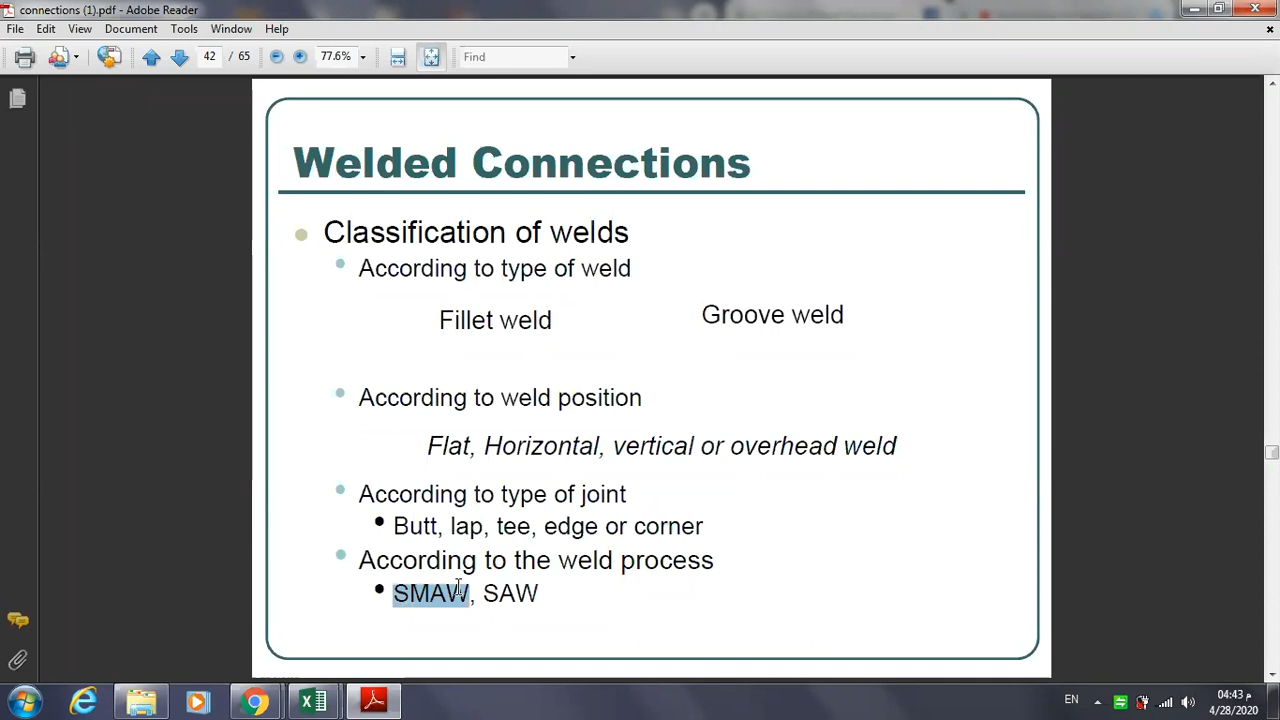 connections (1).pdf - Adobe Reader
File Edit View Document Tools Window Help
42 / 65 77.6% Find
Welded Connections
Classification of welds
According to type of weld
Fillet weld Groove weld
According to weld position
Flat, Horizontal, vertical or overhead weld
According to type of joint
Butt, lap, tee, edge or corner
According to the weld process
SMAW, SAW
EN 04:43 م
4/28/2020